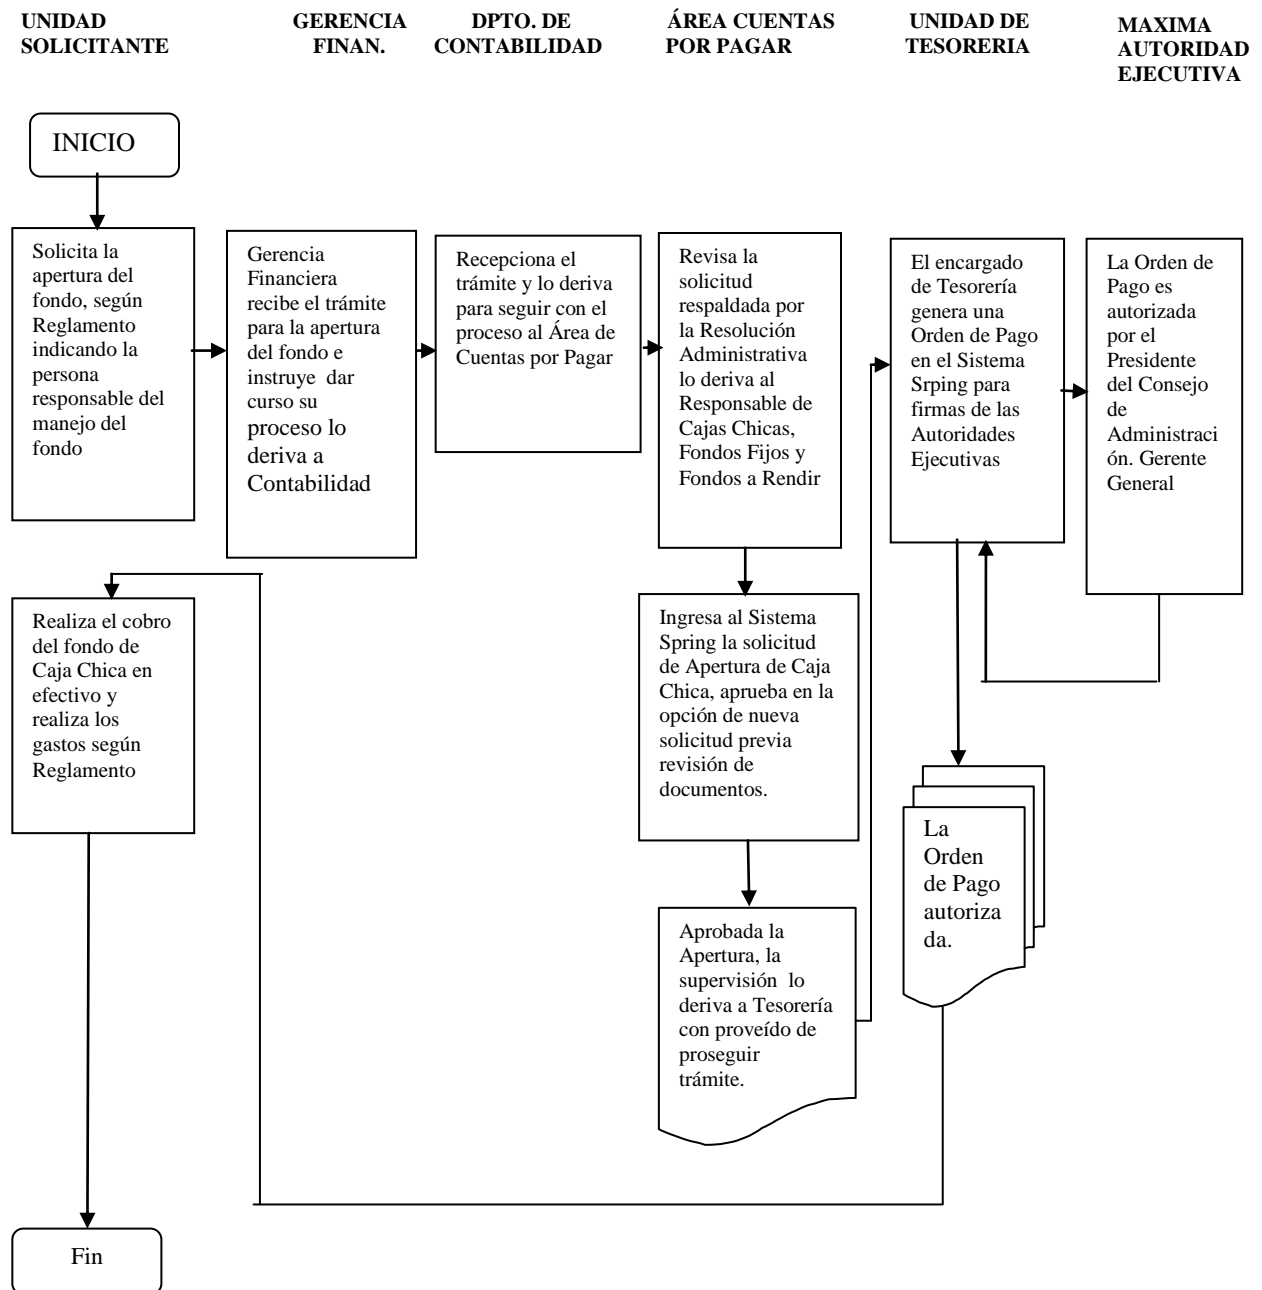 UNIDAD
SOLICITANTE
GERENCIA
FINAN.
DPTO. DE
CONTABILIDAD
ÁREA CUENTAS
POR PAGAR
UNIDAD DE
TESORERIA
MAXIMA
AUTORIDAD
EJECUTIVA
INICIO
Solicita la
apertura del
fondo, según
Reglamento
indicando la
persona
responsable del
manejo del
fondo
Gerencia
Financiera
recibe el trámite
para la apertura
del fondo e
instruye dar
curso su
proceso lo
deriva a
Contabilidad
Recepciona el
trámite y lo deriva
para seguir con el
proceso al Área de
Cuentas por Pagar
Revisa la
solicitud
respaldada por
la Resolución
Administrativa
lo deriva al
Responsable de
Cajas Chicas,
Fondos Fijos y
Fondos a Rendir
El encargado
de Tesorería
genera una
Orden de Pago
en el Sistema
Srping para
firmas de las
Autoridades
Ejecutivas
La Orden de
Pago es
autorizada
por el
Presidente
del Consejo
de
Administraci
ón. Gerente
General
Realiza el cobro
del fondo de
Caja Chica en
efectivo y
realiza los
gastos según
Reglamento
Ingresa al Sistema
Spring la solicitud
de Apertura de Caja
Chica, aprueba en la
opción de nueva
solicitud previa
revisión de
documentos.
La
Orden
de Pago
autoriza
da.
Aprobada la
Apertura, la
supervisión lo
deriva a Tesorería
con proveído de
proseguir
trámite.
Fin